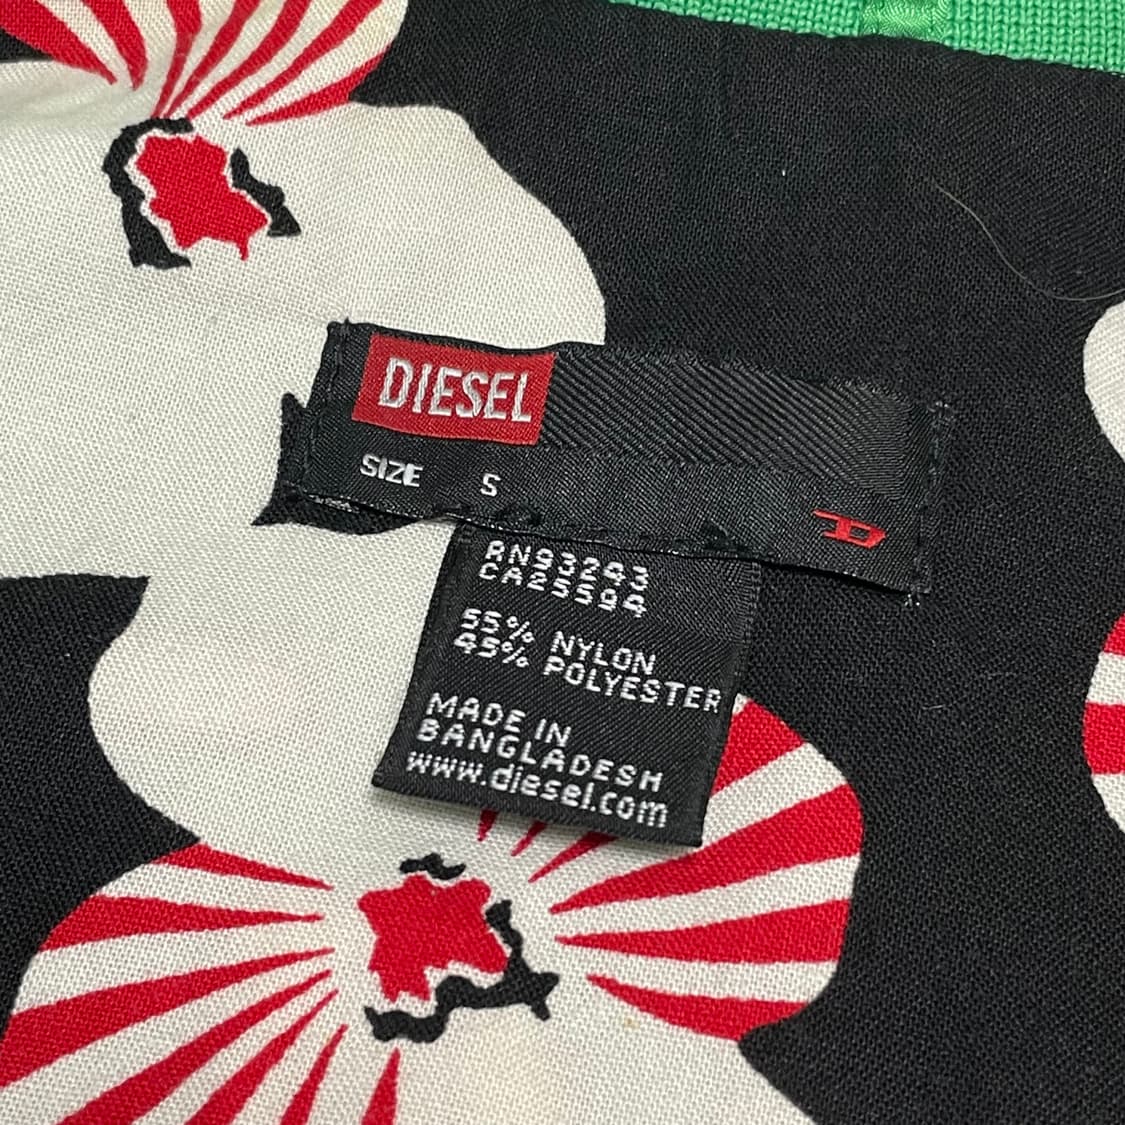 DIESEL
SIZE S
RN93243
CA25594
55% NYLON
45% POLYESTER
MADE IN
BANGLADESH
www.diesel.com